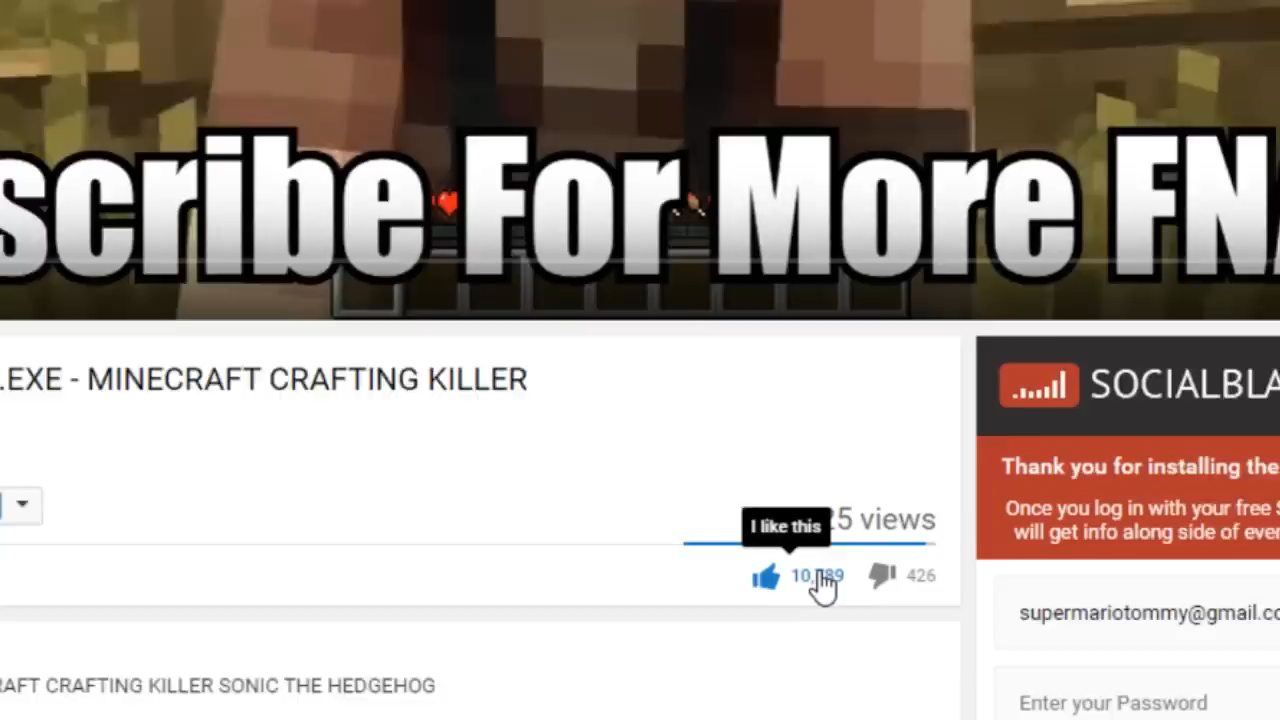 scribe For More FN
.EXE - MINECRAFT CRAFTING KILLER
SOCIALBLA
Thank you for installing the
Once you log in with your free S
will get info along side of ever
25 views
I like this
426
supermariotommy@gmail.co
RAFT CRAFTING KILLER SONIC THE HEDGEHOG
Enter your Password